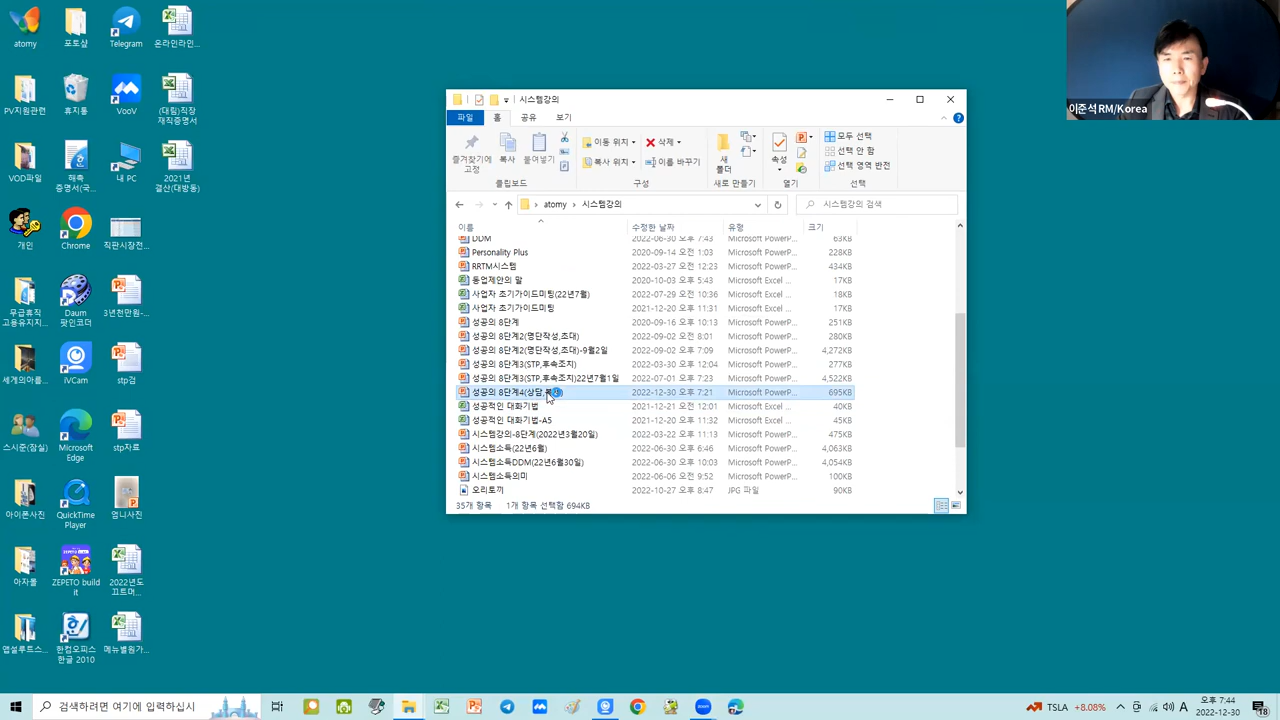 atomy
포토샵
Telegram
온라인라인...
PV지원관련
휴지통
VooV
(대림)직장
재직증명서
VOD파일
해촉
증명서(국...
내 PC
2021년
결산(대방동)
개인
Chrome
직판시장전...
무급휴직
고용유지지...
Daum
팟인코더
3년천만원-...
세계의아름...
iVCam
stp검
스시준(잠실)
Microsoft
Edge
stp자료
아이폰사진
QuickTime
Player
엄니사진
아자몰
ZEPETO build
it
2022년도
끄트머...
앱설루트스...
한컴오피스
한글 2010
메뉴별원가...
이준석 RM/Korea
시스템강의
파일
홈
공유
보기
즐겨찾기에
고정
복사
붙여넣기
클립보드
이동 위치
복사 위치
삭제
이름 바꾸기
구성
새
폴더
새로 만들기
속성
열기
모두 선택
선택 안 함
선택 영역 반전
선택
atomy
시스템강의
시스템강의 검색
이름 수정한 날짜 유형 크기
DDM 2022-06-30 오후 7:43 Microsoft PowerP... 63KB
Personality Plus 2020-09-14 오전 1:03 Microsoft PowerP... 228KB
RRTM시스템 2022-03-27 오전 12:23 Microsoft PowerP... 434KB
동업제안의 말 2020-10-03 오후 5:43 Microsoft Excel ... 17KB
사업자 초기가이드미팅(22년7월) 2022-07-29 오전 10:36 Microsoft Excel ... 18KB
사업자 초기가이드미팅 2021-12-20 오후 11:31 Microsoft Excel ... 17KB
성공의 8단계 2020-09-16 오전 10:13 Microsoft PowerP... 251KB
성공의 8단계2(명단작성,초대) 2022-09-02 오전 8:01 Microsoft PowerP... 280KB
성공의 8단계2(명단작성,초대)-9월2일 2022-09-02 오후 7:09 Microsoft PowerP... 4,272KB
성공의 8단계3(STP,후속조치) 2022-03-30 오전 12:04 Microsoft PowerP... 277KB
성공의 8단계3(STP,후속조치)22년7월1일 2022-07-01 오후 7:23 Microsoft PowerP... 4,522KB
성공의 8단계4(상담, 2022-12-30 오후 7:21 Microsoft PowerP... 695KB
성공적인 대화기법 2021-12-21 오전 12:01 Microsoft Excel ... 40KB
성공적인 대화기법-A5 2021-12-20 오후 11:32 Microsoft Excel ... 45KB
시스템강의-8단계(2022년3월20일) 2022-03-22 오후 11:13 Microsoft PowerP... 475KB
시스템소득(22년6월) 2022-06-30 오후 6:46 Microsoft PowerP... 4,063KB
시스템소득DDM(22년6월30일) 2022-06-30 오후 10:03 Microsoft PowerP... 4,054KB
시스템소득의미 2022-06-06 오전 9:52 Microsoft PowerP... 90KB
오리토끼 2022-10-27 오후 8:47 JPG 파일 90KB
35개 항목 1개 항목 선택함 694KB
검색하려면 여기에 입력하십시
zoom
TSLA +8.08%
A
오후 7:44
2022-12-30
18